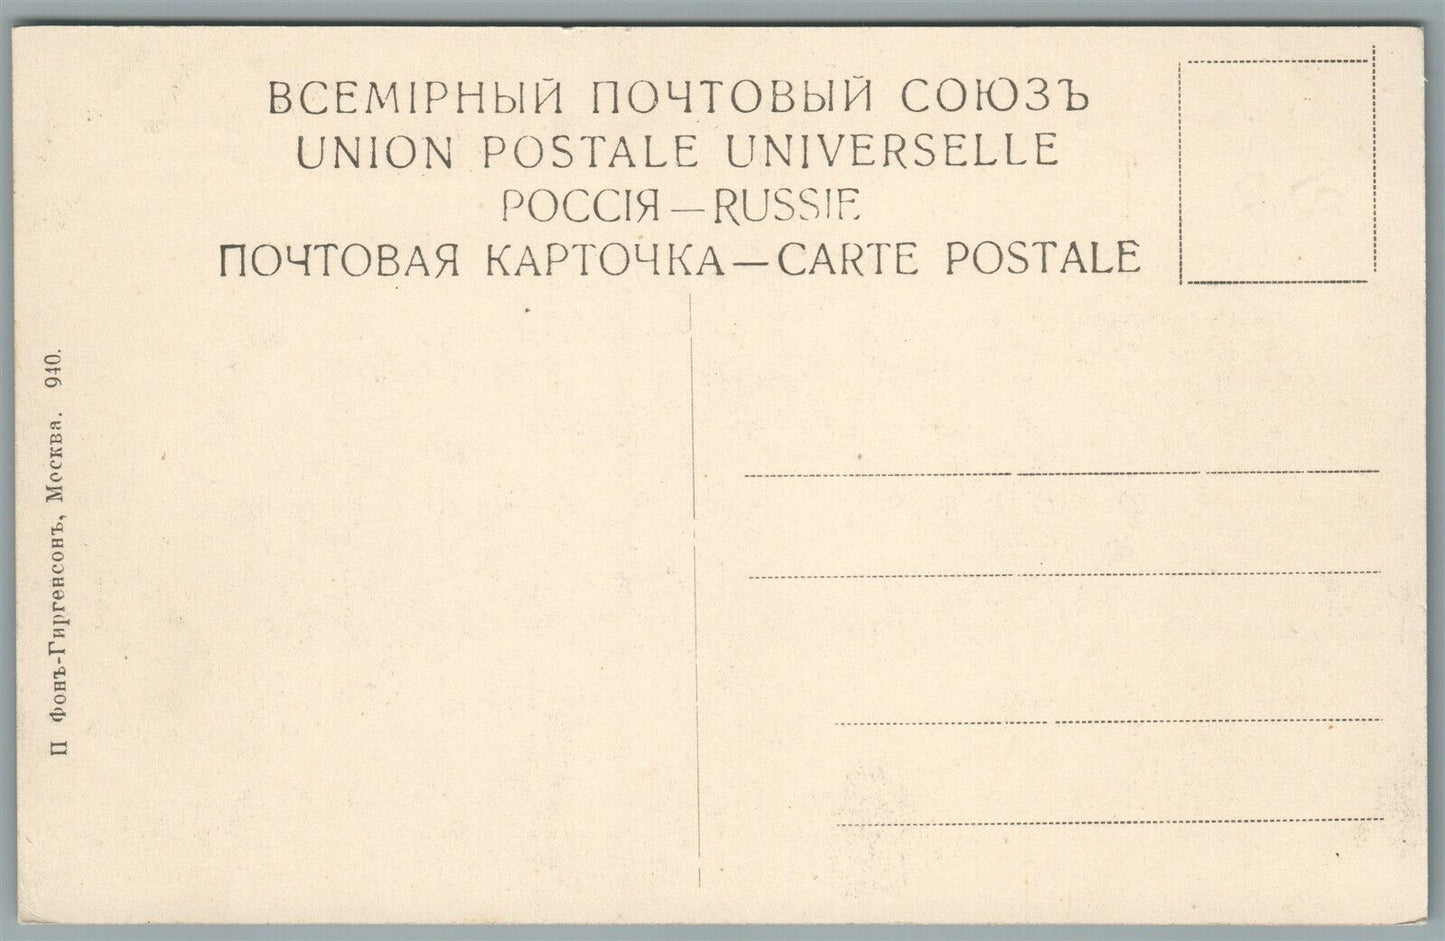 ВСЕМІРНЫЙ ПОЧТОВЫЙ СОЮЗЪ
UNION POSTALE UNIVERSELLE
РОССІЯ — RUSSIE
ПОЧТОВАЯ КАРТОЧКА — CARTE POSTALE
П фонъ-Гиргенсонъ, Москва. 940.